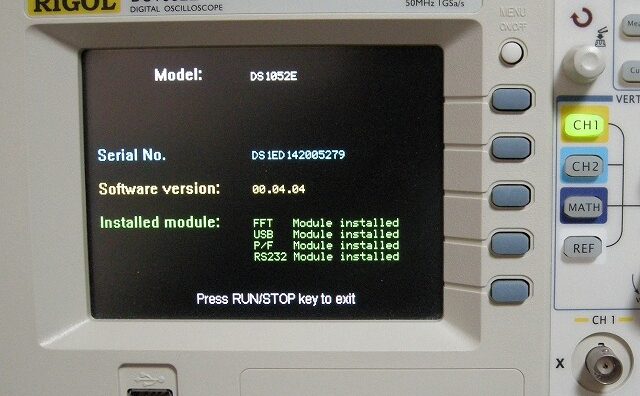 RIGOL
DIGITAL OSCILLOSCOPE
50MHz 1GSa/s
MENU
ON/OFF
Model: DS1052E
Serial No. DS1ED142005279
Software version: 00.04.04
Installed module:
FFT Module installed
USB Module installed
P/F Module installed
RS232 Module installed
Press RUN/STOP key to exit
VERT
CH1
CH2
MATH
REF
CH 1
X